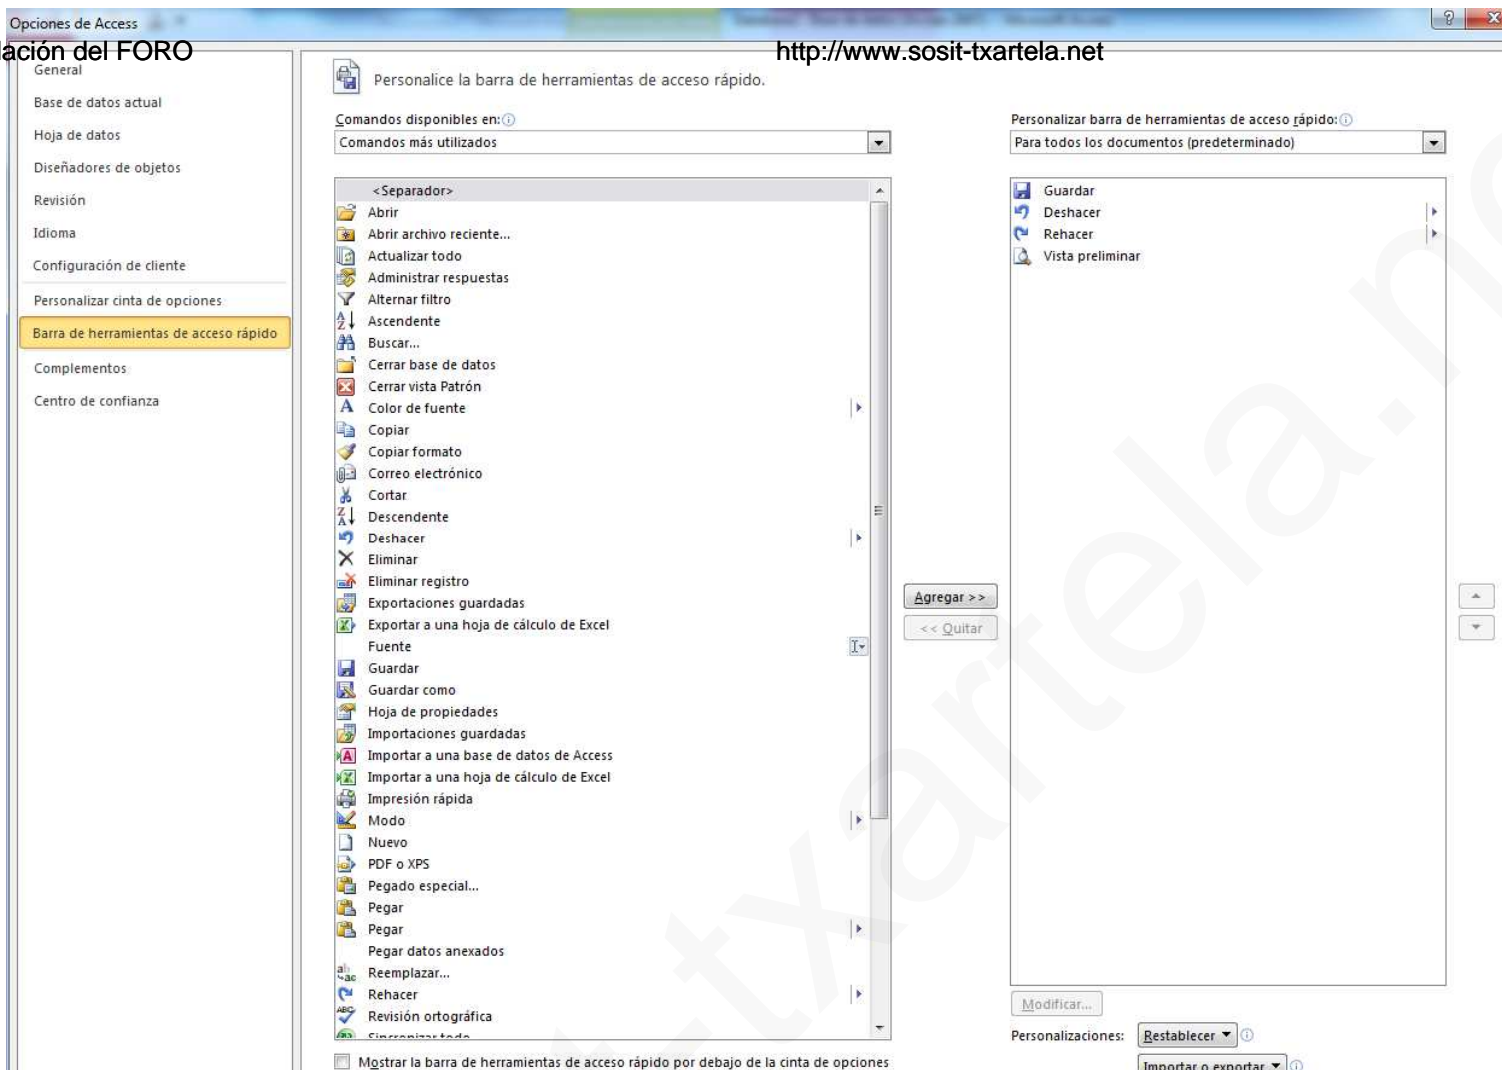 Opciones de Access
lación del FORO
http://www.sosit-txartela.net
General
Base de datos actual
Hoja de datos
Diseñadores de objetos
Revisión
Idioma
Configuración de cliente
Personalizar cinta de opciones
Barra de herramientas de acceso rápido
Complementos
Centro de confianza
Personalice la barra de herramientas de acceso rápido.
Comandos disponibles en:
Comandos más utilizados
<Separador>
Abrir
Abrir archivo reciente...
Actualizar todo
Administrar respuestas
Alternar filtro
Ascendente
Buscar...
Cerrar base de datos
Cerrar vista Patrón
Color de fuente
Copiar
Copiar formato
Correo electrónico
Cortar
Descendente
Deshacer
Eliminar
Eliminar registro
Exportaciones guardadas
Exportar a una hoja de cálculo de Excel
Fuente
Guardar
Guardar como
Hoja de propiedades
Importaciones guardadas
Importar a una base de datos de Access
Importar a una hoja de cálculo de Excel
Impresión rápida
Modo
Nuevo
PDF o XPS
Pegado especial...
Pegar
Pegar
Pegar datos anexados
Reemplazar...
Rehacer
Revisión ortográfica
Sincronizar todo
Mostrar la barra de herramientas de acceso rápido por debajo de la cinta de opciones
Agregar >>
<< Quitar
Personalizar barra de herramientas de acceso rápido:
Para todos los documentos (predeterminado)
Guardar
Deshacer
Rehacer
Vista preliminar
Modificar...
Personalizaciones:
Restablecer
Importar o exportar
t-txartela.n